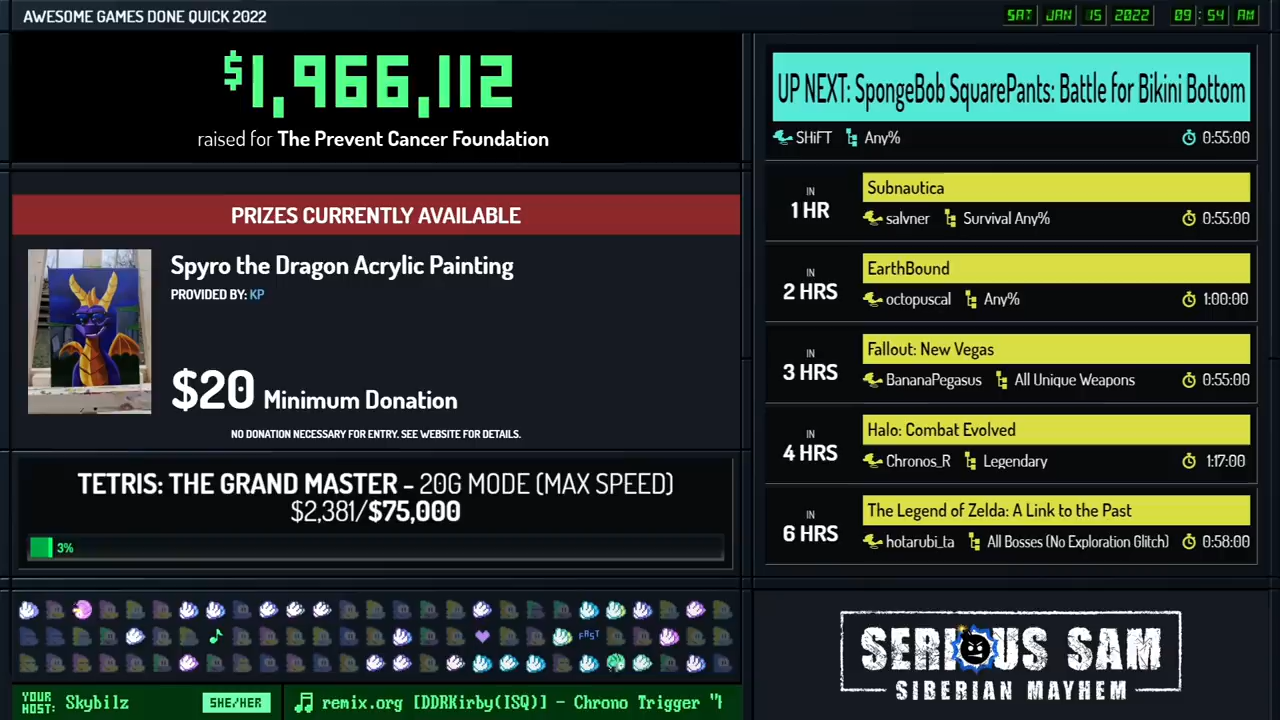 AWESOME GAMES DONE QUICK 2022
SAT JAN 15 2022 09:54 AM
$1,966,112
raised for The Prevent Cancer Foundation
PRIZES CURRENTLY AVAILABLE
Spyro the Dragon Acrylic Painting
PROVIDED BY: KP
$20 Minimum Donation
NO DONATION NECESSARY FOR ENTRY. SEE WEBSITE FOR DETAILS.
TETRIS: THE GRAND MASTER - 20G MODE (MAX SPEED)
$2,381/$75,000
3%
FAST
YOUR HOST: Skybilz SHE/HER
remix.org [DDRKirby(ISQ)] - Chrono Trigger "
UP NEXT: SpongeBob SquarePants: Battle for Bikini Bottom
SHiFT Any% 0:55:00
IN 1 HR
Subnautica
salvner Survival Any% 0:55:00
IN 2 HRS
EarthBound
octopuscal Any% 1:00:00
IN 3 HRS
Fallout: New Vegas
BananaPegasus All Unique Weapons 0:55:00
IN 4 HRS
Halo: Combat Evolved
Chronos_R Legendary 1:17:00
IN 6 HRS
The Legend of Zelda: A Link to the Past
hotarubi_ta All Bosses (No Exploration Glitch) 0:58:00
SERIOUS SAM
SIBERIAN MAYHEM